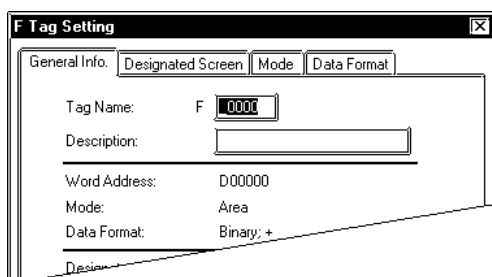 F Tag Setting
General Info. Designated Screen Mode Data Format
Tag Name: F 0000
Description:
Word Address: D00000
Mode: Area
Data Format: Binary; +